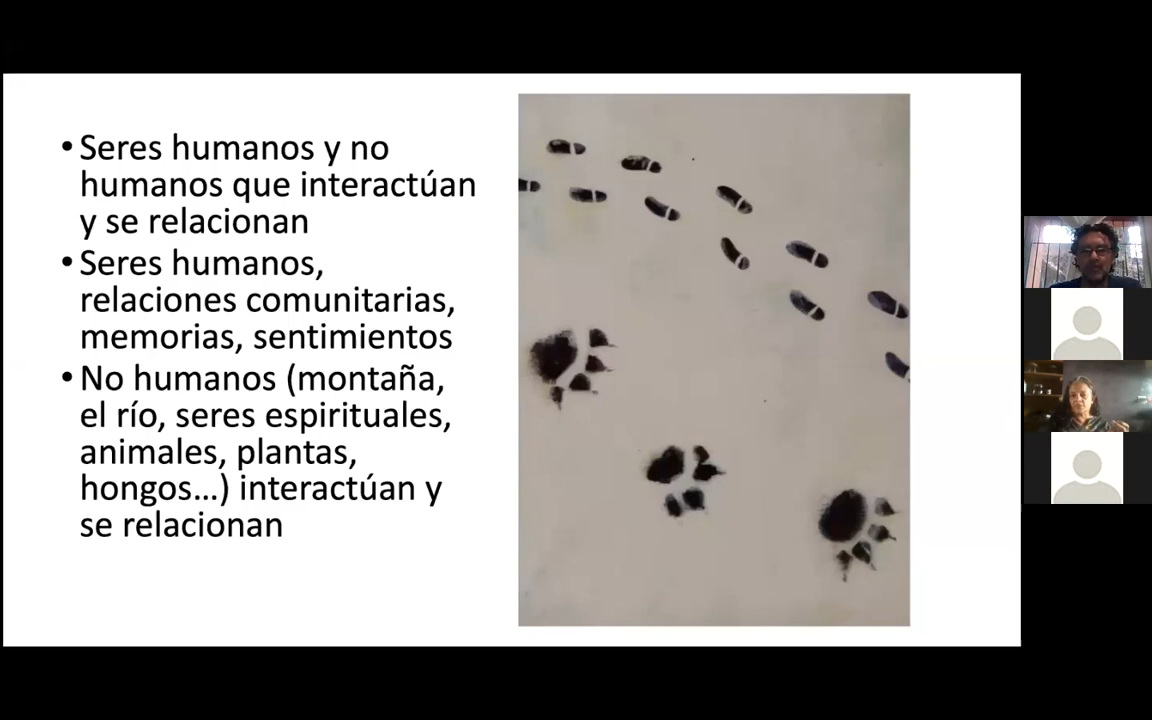 • Seres humanos y no
humanos que interactúan
y se relacionan
• Seres humanos,
relaciones comunitarias,
memorias, sentimientos
• No humanos (montaña,
el río, seres espirituales,
animales, plantas,
hongos…) interactúan y
se relacionan